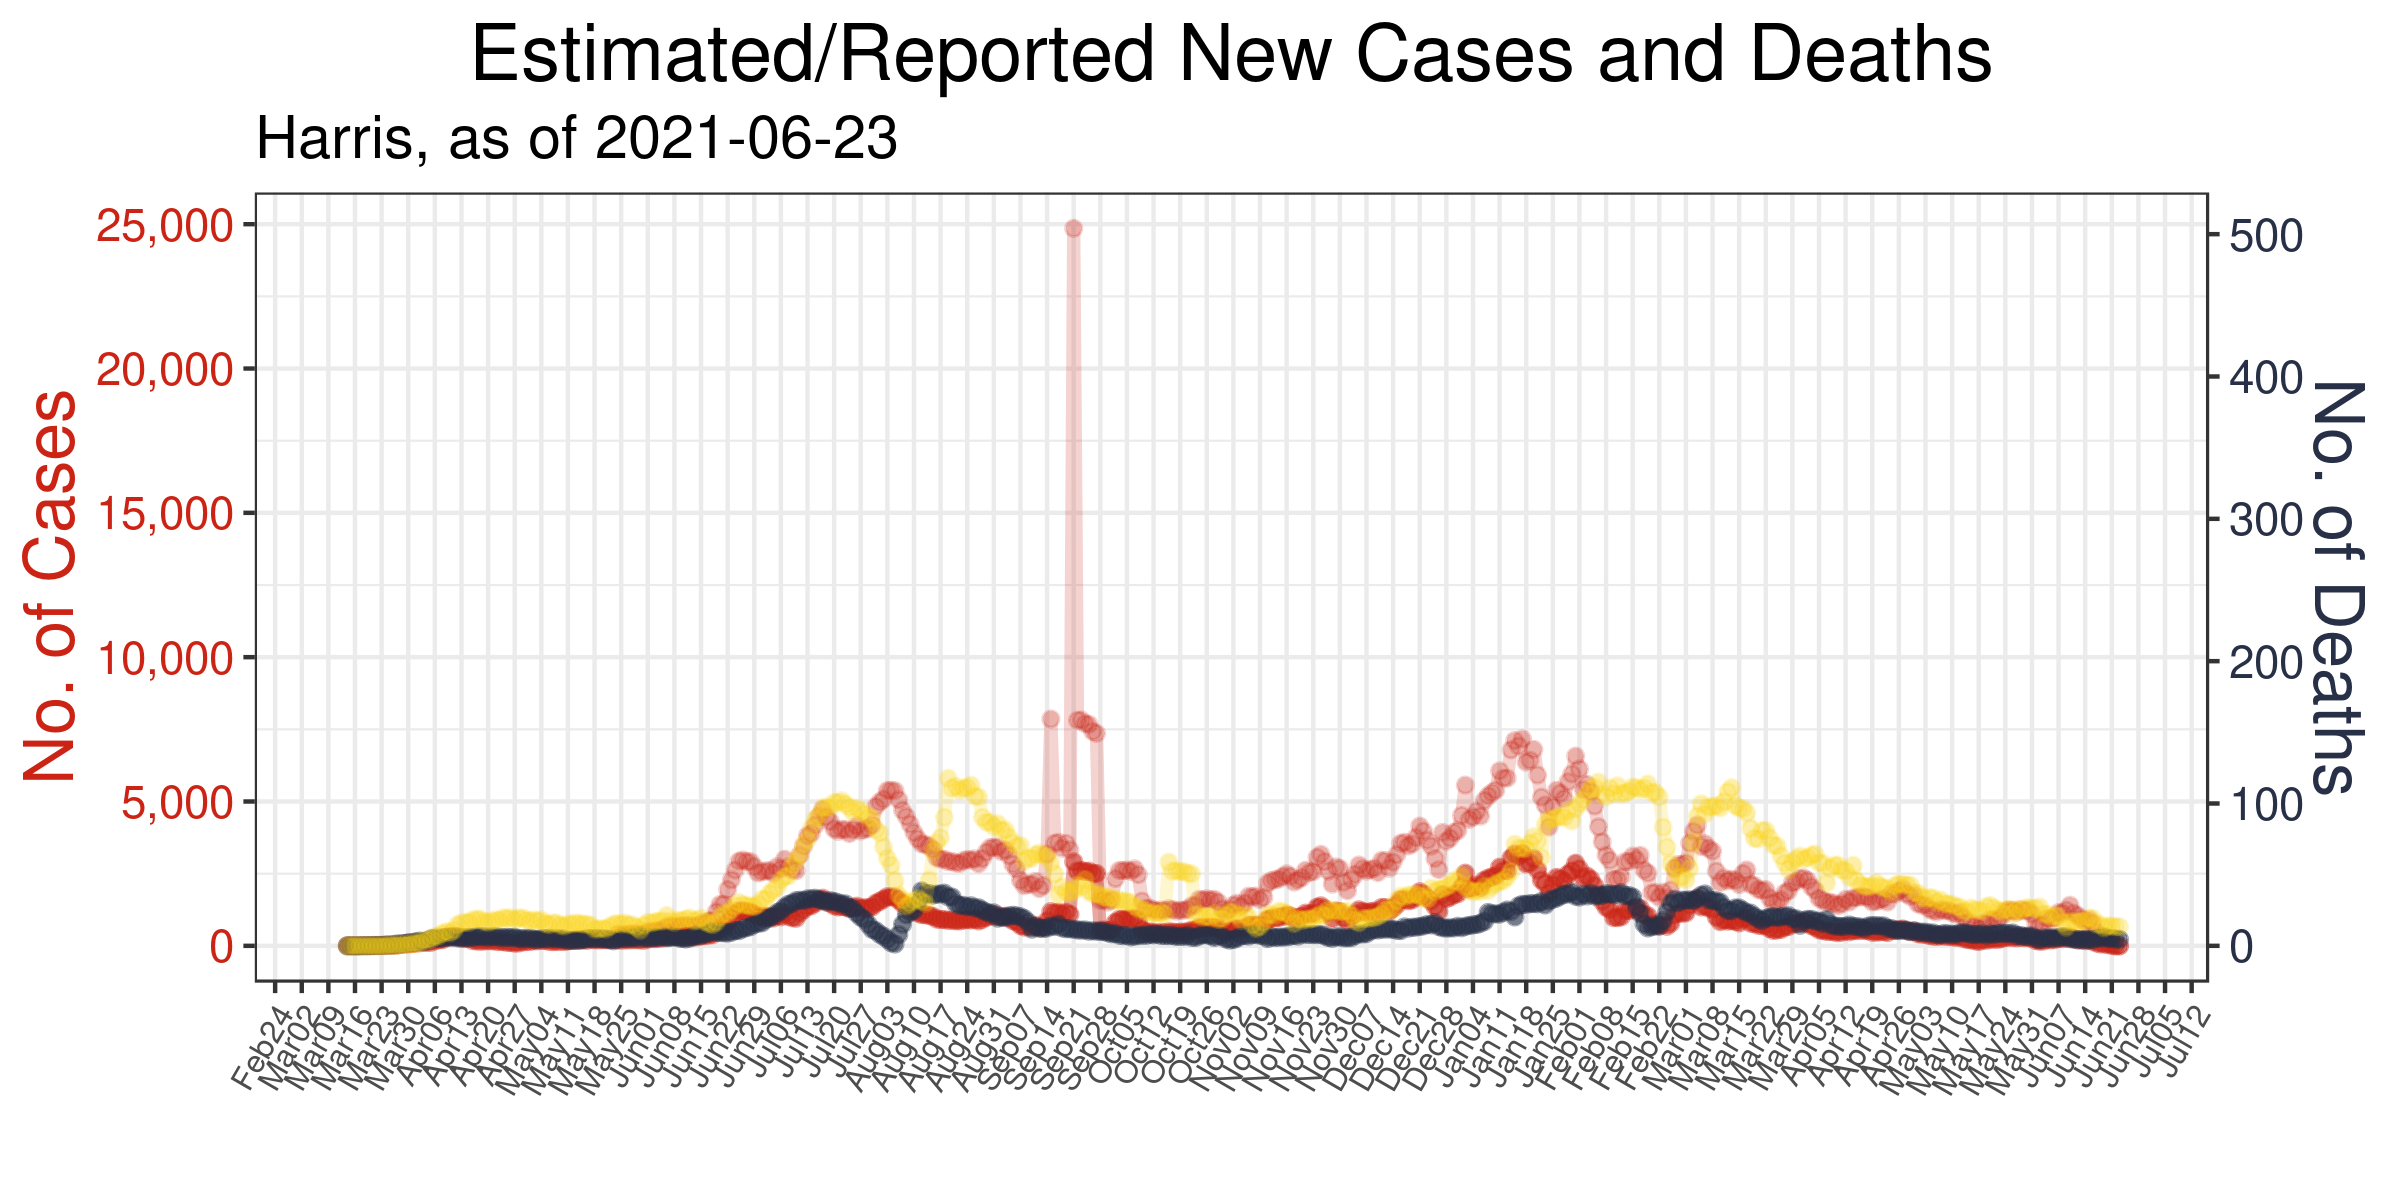 Estimated/Reported New Cases and Deaths
Harris, as of 2021-06-23
No. of Cases
25,000
20,000
15,000
10,000
5,000
0
500
400
300
200
100
0
No. of Deaths
Feb24
Mar02
Mar09
Mar16
Mar23
Mar30
Apr06
Apr13
Apr20
Apr27
May04
May11
May18
May25
Jun01
Jun08
Jun15
Jun22
Jun29
Jul06
Jul13
Jul20
Jul27
Aug03
Aug10
Aug17
Aug24
Aug31
Sep07
Sep14
Sep21
Sep28
Oct05
Oct12
Oct19
Oct26
Nov02
Nov09
Nov16
Nov23
Nov30
Dec07
Dec14
Dec21
Dec28
Jan04
Jan11
Jan18
Jan25
Feb01
Feb08
Feb15
Feb22
Mar01
Mar08
Mar15
Mar22
Mar29
Apr05
Apr12
Apr19
Apr26
May03
May10
May17
May24
May31
Jun07
Jun14
Jun21
Jun28
Jul05
Jul12